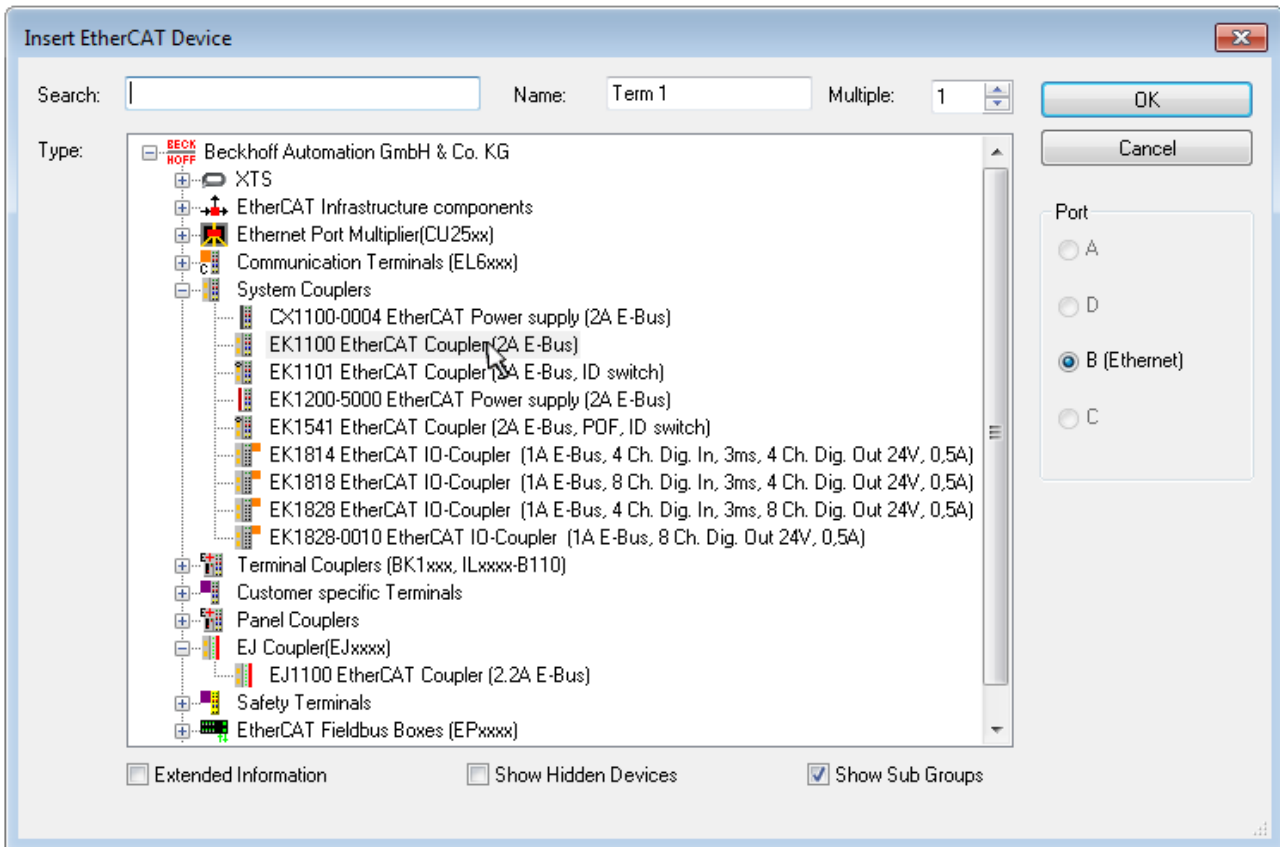 Insert EtherCAT Device
Search: Name: Term 1 Multiple: 1 OK
Type: BECKHOFF Beckhoff Automation GmbH & Co. KG Cancel
XTS
EtherCAT Infrastructure components Port
Ethernet Port Multiplier(CU25xx)
A
Communication Terminals (EL6xxx)
System Couplers
CX1100-0004 EtherCAT Power supply (2A E-Bus) D
EK1100 EtherCAT Coupler (2A E-Bus)
B (Ethernet)
EK1101 EtherCAT Coupler (2A E-Bus, ID switch)
EK1200-5000 EtherCAT Power supply (2A E-Bus)
EK1541 EtherCAT Coupler (2A E-Bus, POF, ID switch) C
EK1814 EtherCAT IO-Coupler (1A E-Bus, 4 Ch. Dig. In, 3ms, 4 Ch. Dig. Out 24V, 0,5A)
EK1818 EtherCAT IO-Coupler (1A E-Bus, 8 Ch. Dig. In, 3ms, 4 Ch. Dig. Out 24V, 0,5A)
EK1828 EtherCAT IO-Coupler (1A E-Bus, 4 Ch. Dig. In, 3ms, 8 Ch. Dig. Out 24V, 0,5A)
EK1828-0010 EtherCAT IO-Coupler (1A E-Bus, 8 Ch. Dig. Out 24V, 0,5A)
Terminal Couplers (BK1xxx, ILxxxx-B110)
Customer specific Terminals
Panel Couplers
EJ Coupler(EJxxxx)
EJ1100 EtherCAT Coupler (2.2A E-Bus)
Safety Terminals
EtherCAT Fieldbus Boxes (EPxxxx)
Extended Information Show Hidden Devices Show Sub Groups